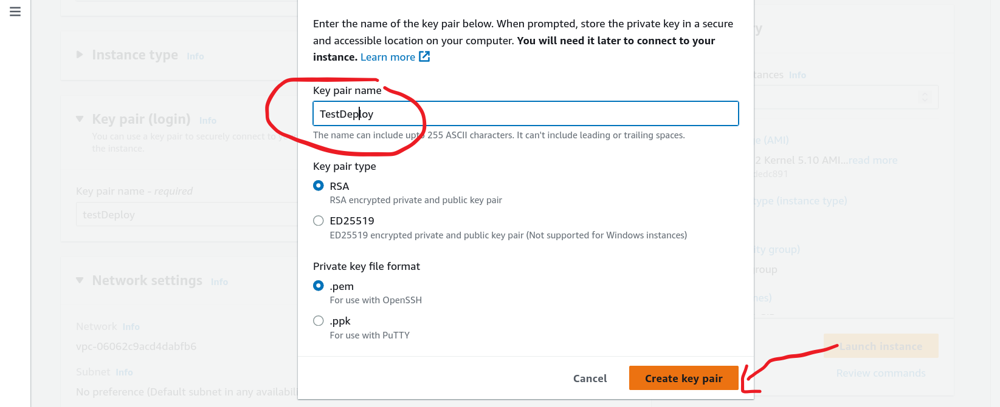 Enter the name of the key pair below. When prompted, store the private key in a secure
and accessible location on your computer. You will need it later to connect to your
instance. Learn more
Key pair name
TestDeploy
The name can include upto 255 ASCII characters. It can't include leading or trailing spaces.
Key pair type
RSA
RSA encrypted private and public key pair
ED25519
ED25519 encrypted private and public key pair (Not supported for Windows instances)
Private key file format
.pem
For use with OpenSSH
.ppk
For use with PuTTY
Cancel
Create key pair
Instance type Info
Key pair (login) Info
You can use a key pair to securely connect to
the instance.
Key pair name - required
testDeploy
Network settings Info
Network Info
vpc-06062c9acd4dabfb6
Subnet Info
No preference (Default subnet in any availabili
y
tances Info
e (AMI)
2 Kernel 5.10 AMI...read more
dedc891
type (instance type)
ity group)
roup
nes)
Launch instance
Review commands